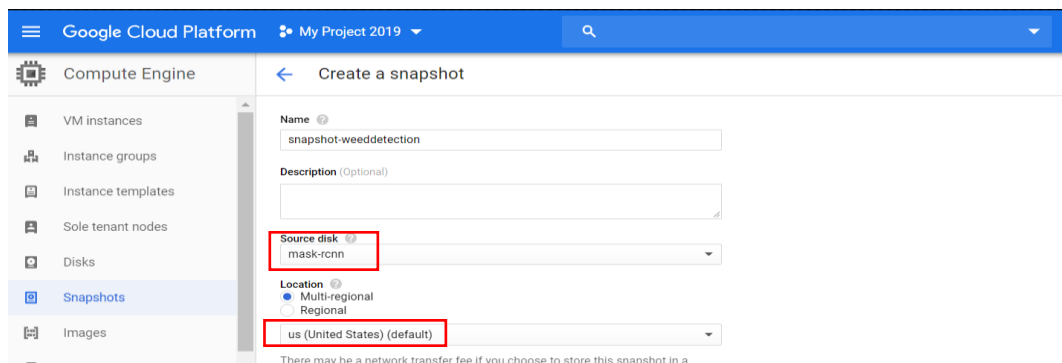 Google Cloud Platform My Project 2019
Compute Engine
Create a snapshot
VM instances
Instance groups
Instance templates
Sole tenant nodes
Disks
Snapshots
Images
Name
snapshot-weeddetection
Description (Optional)
Source disk
mask-rcnn
Location
Multi-regional
Regional
us (United States) (default)
There may be a network transfer fee if you choose to store this snapshot in a